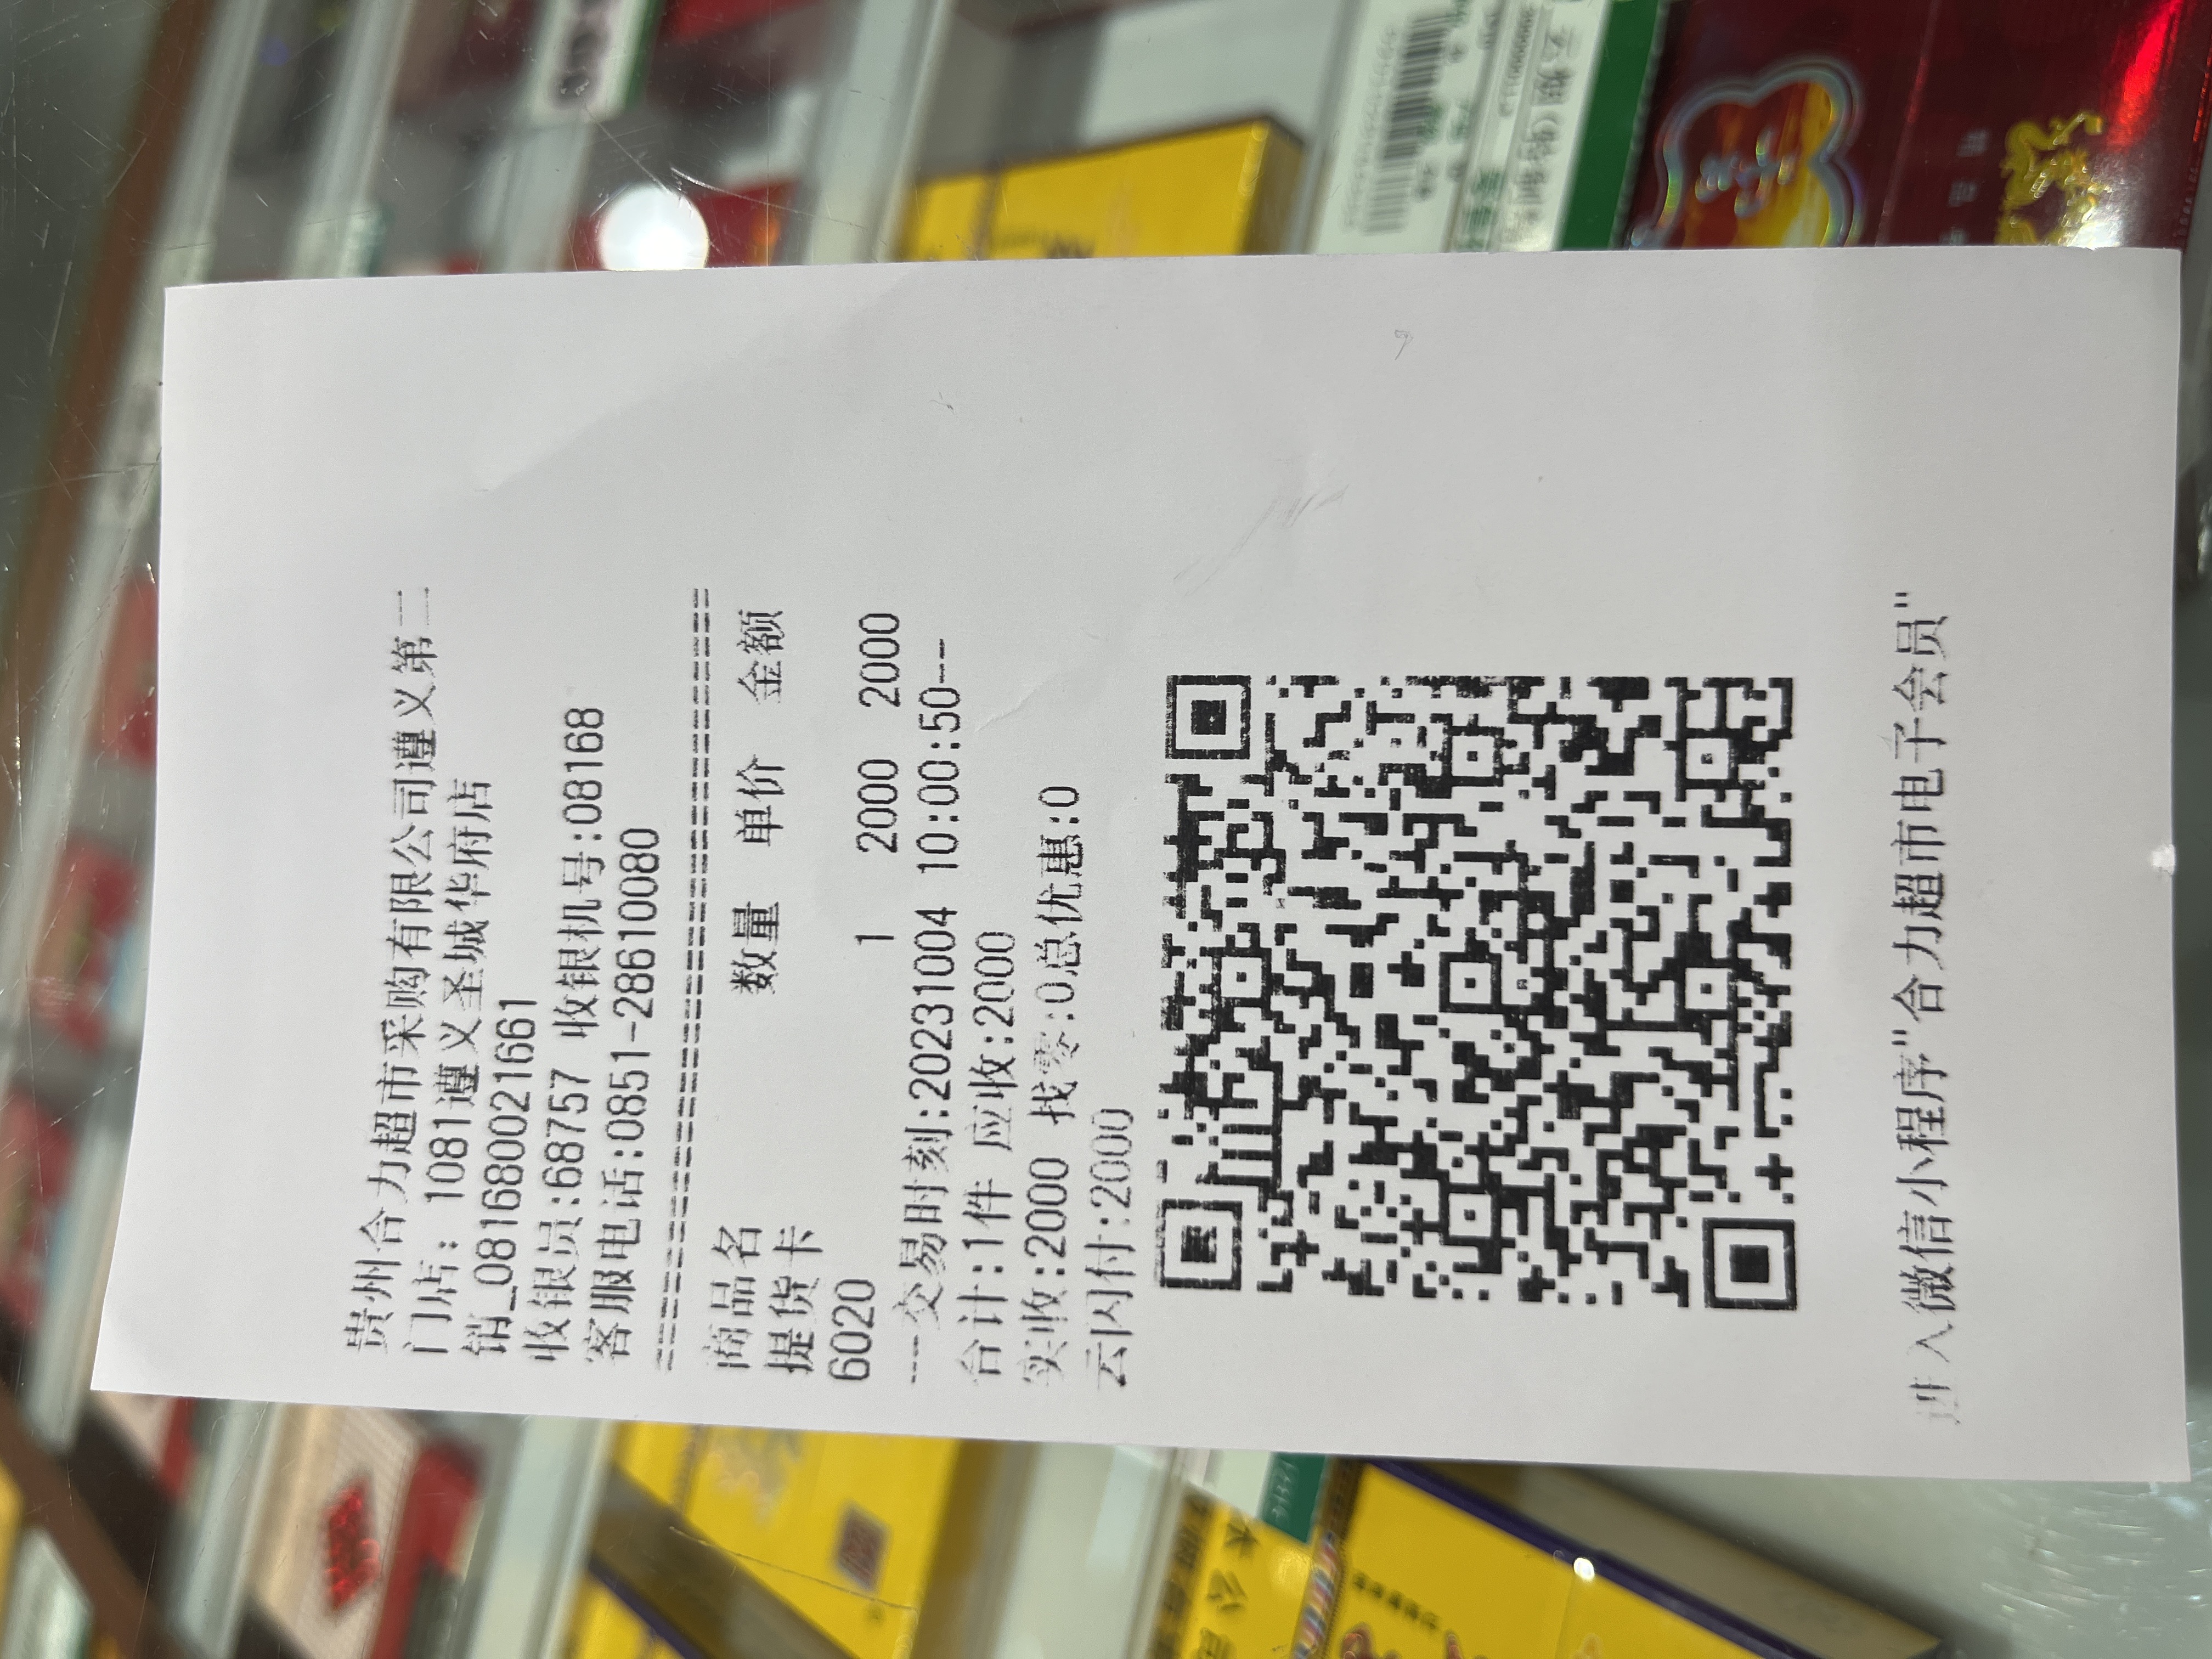 贵州合力超市采购有限公司遵义第二
门店: 1081遵义圣城华府店
销_081680021661
收银员:68757 收银机号:08168
客服电话:0851-28610080
================================
商品名 数量 单价 金额
提货卡
6020 1 2000 2000
---交易时刻:20231004 10:00:50--
合计:1件 应收:2000
实收:2000 找零:0总优惠:0
云闪付:2000
进入微信小程序"合力超市电子会员"